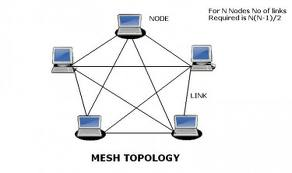 NODE
For N Nodes No of links
Required is N(N-1)/2
LINK
MESH TOPOLOGY